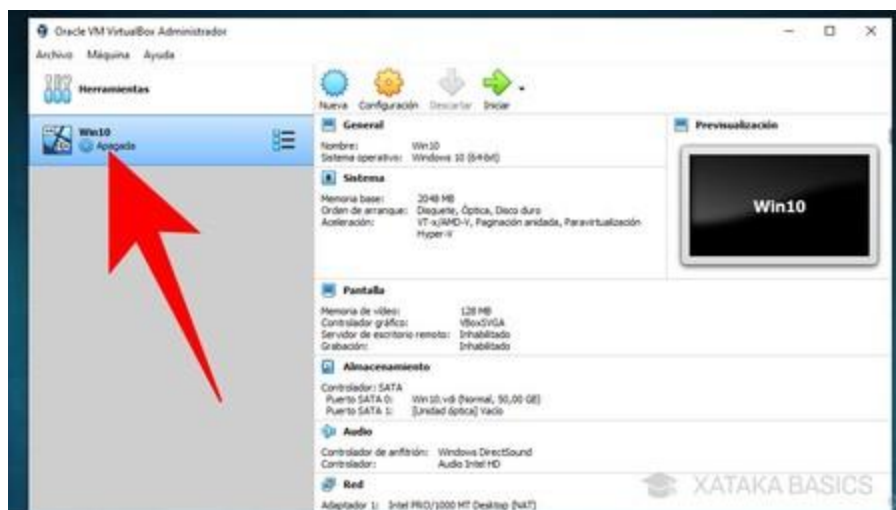 Oracle VM VirtualBox Administrador
Archivo Máquina Ayuda
Herramientas
Nueva Configuración Descartar Iniciar
Win10
Apagada
General
Nombre: Win10
Sistema operativo: Windows 10 (64-bit)
Sistema
Memoria base: 2048 MB
Orden de arranque: Disquete, Óptica, Disco duro
Aceleración: VT-x/AMD-V, Paginación anidada, Paravirtualización
Hyper-V
Previsualización
Win10
Pantalla
Memoria de vídeo: 128 MB
Controlador gráfico: VBoxSVGA
Servidor de escritorio remoto: Inhabilitado
Grabación: Inhabilitado
Almacenamiento
Controlador: SATA
Puerto SATA 0: Win10.vdi (Normal, 50,00 GB)
Puerto SATA 1: [Unidad óptica] Vacío
Audio
Controlador de anfitrión: Windows DirectSound
Controlador: Audio Intel HD
Red
Adaptador 1: Intel PRO/1000 MT Desktop (NAT)
XATAKA BASICS